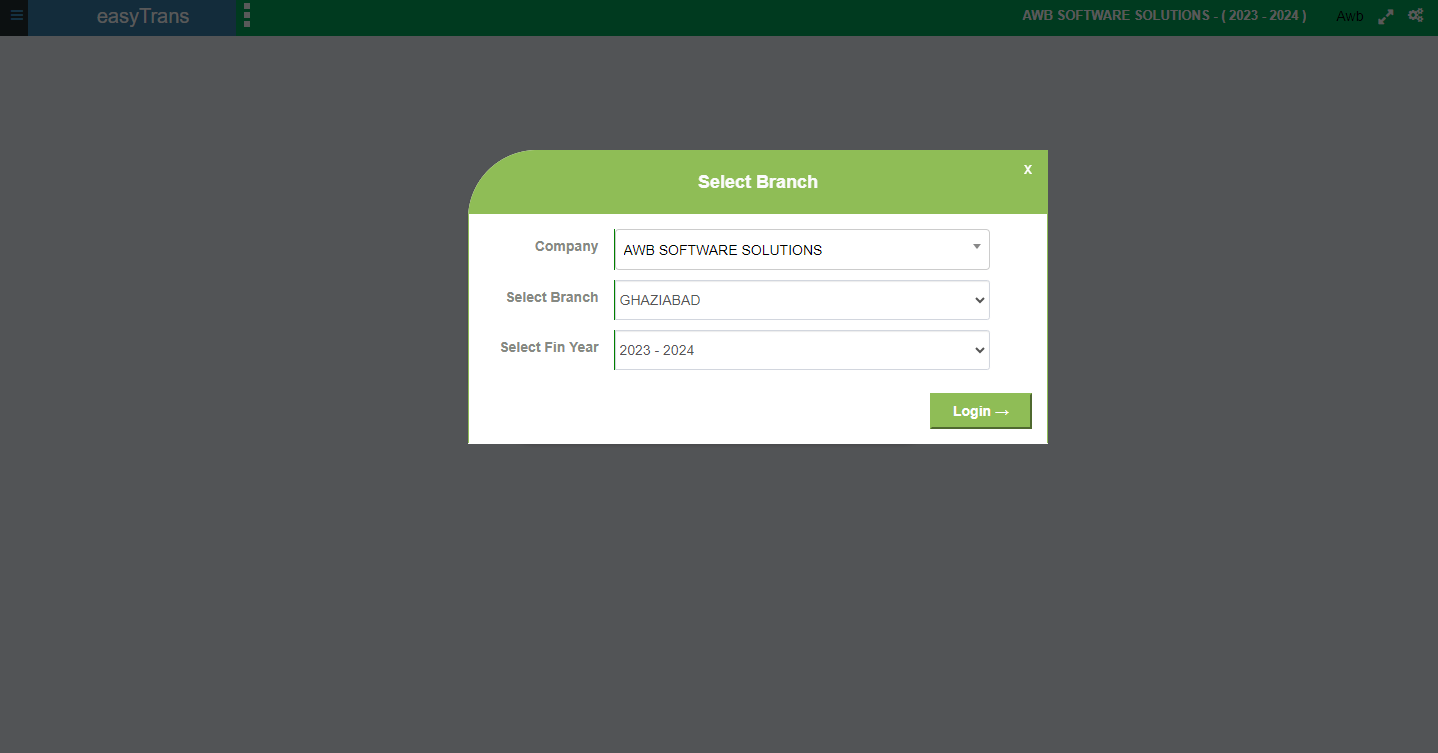 easyTrans
AWB SOFTWARE SOLUTIONS - ( 2023 - 2024 )
Awb
Select Branch
X
Company
AWB SOFTWARE SOLUTIONS
Select Branch
GHAZIABAD
Select Fin Year
2023 - 2024
Login →